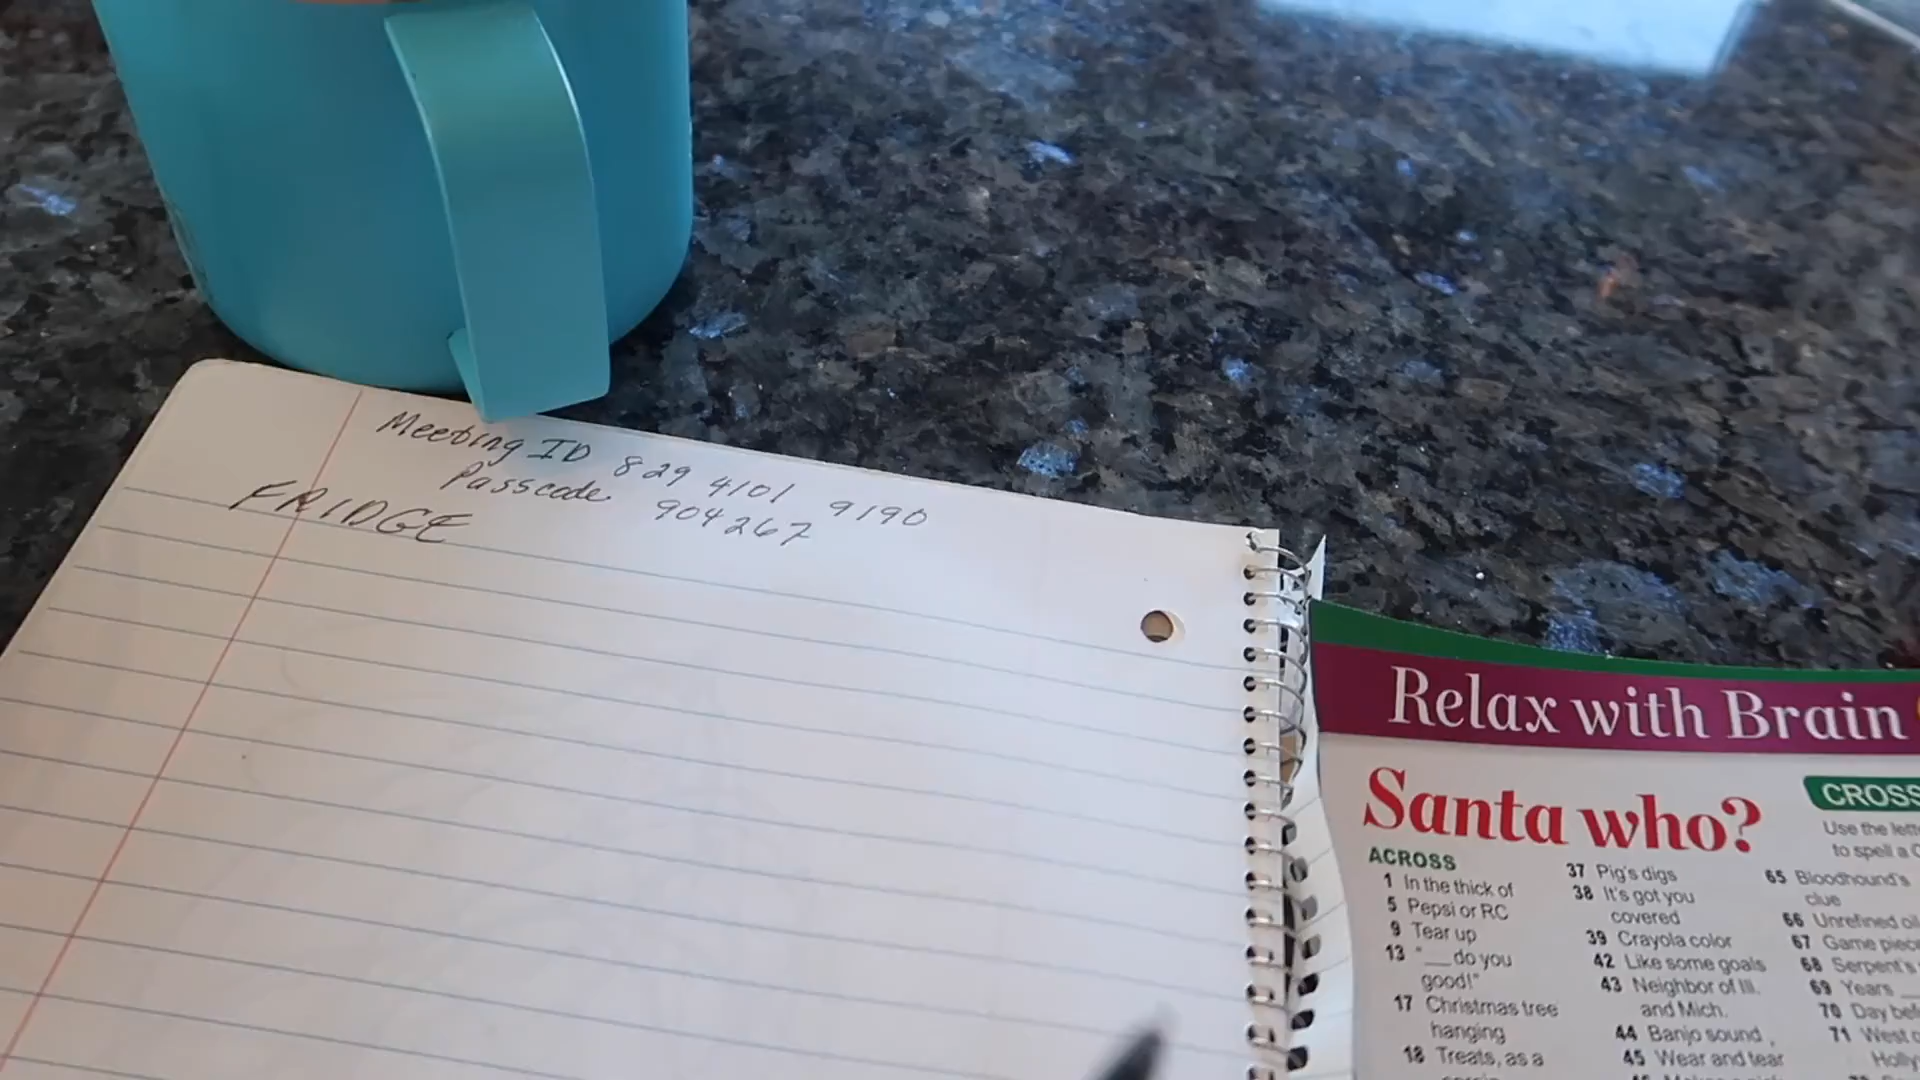 Meeting ID 829 4101 9190
Passcode 904267
FRIDGE
Relax with Brain
Santa who?
ACROSS
1 In the thick of
5 Pepsi or RC
9 Tear up
13 "___ do you
good!"
17 Christmas tree
hanging
18 Treats, as a
37 Pig's digs
38 It's got you
covered
39 Crayola color
42 Like some goals
43 Neighbor of Ill.
and Mich.
44 Banjo sound
45 Wear and tear
CROSS
Use the lett
to spell a C
65 Bloodhound's
clue
66 Unrefined oil
67 Game piece
68 Serpent's
69 Years __
70 Day bef
71 West c
Holly